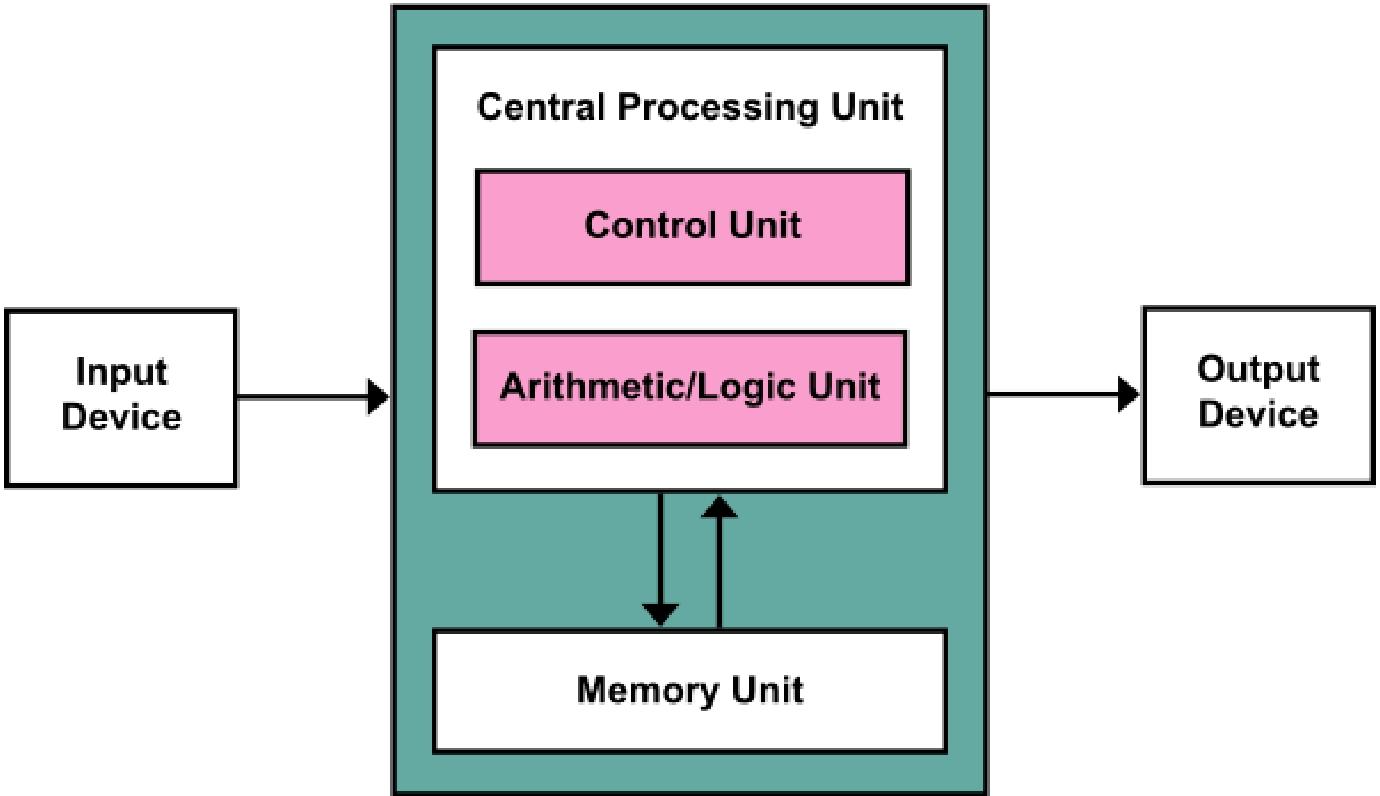 Central Processing Unit
Control Unit
Arithmetic/Logic Unit
Input
Device
Output
Device
Memory Unit